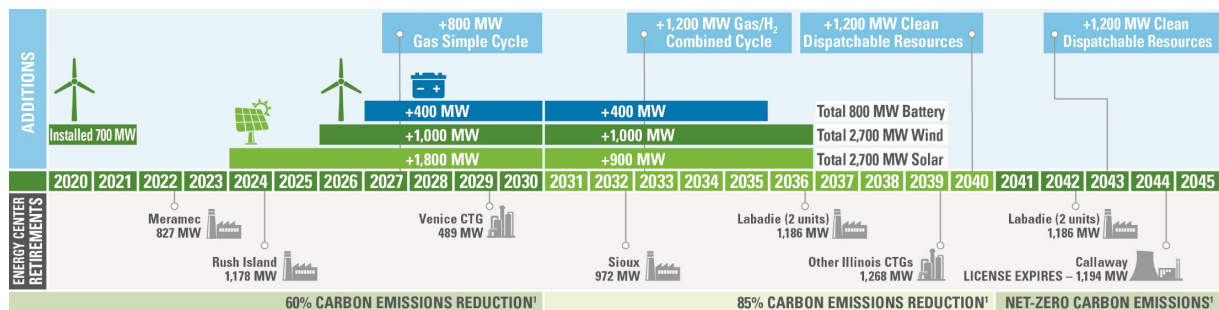 ADDITIONS
+800 MW
Gas Simple Cycle
+1,200 MW Gas/H₂
Combined Cycle
+1,200 MW Clean
Dispatchable Resources
+1,200 MW Clean
Dispatchable Resources
+400 MW
+400 MW
Total 800 MW Battery
Installed 700 MW
+1,000 MW
+1,000 MW
Total 2,700 MW Wind
+1,800 MW
+900 MW
Total 2,700 MW Solar
2020 2021 2022 2023 2024 2025 2026 2027 2028 2029 2030 2031 2032 2033 2034 2035 2036 2037 2038 2039 2040 2041 2042 2043 2044 2045
ENERGY CENTER
RETIREMENTS
Meramec
827 MW
Rush Island
1,178 MW
Venice CTG
489 MW
Sioux
972 MW
Labadie (2 units)
1,186 MW
Other Illinois CTGs
1,268 MW
Labadie (2 units)
1,186 MW
Callaway
LICENSE EXPIRES – 1,194 MW
60% CARBON EMISSIONS REDUCTION¹
85% CARBON EMISSIONS REDUCTION¹
NET-ZERO CARBON EMISSIONS¹